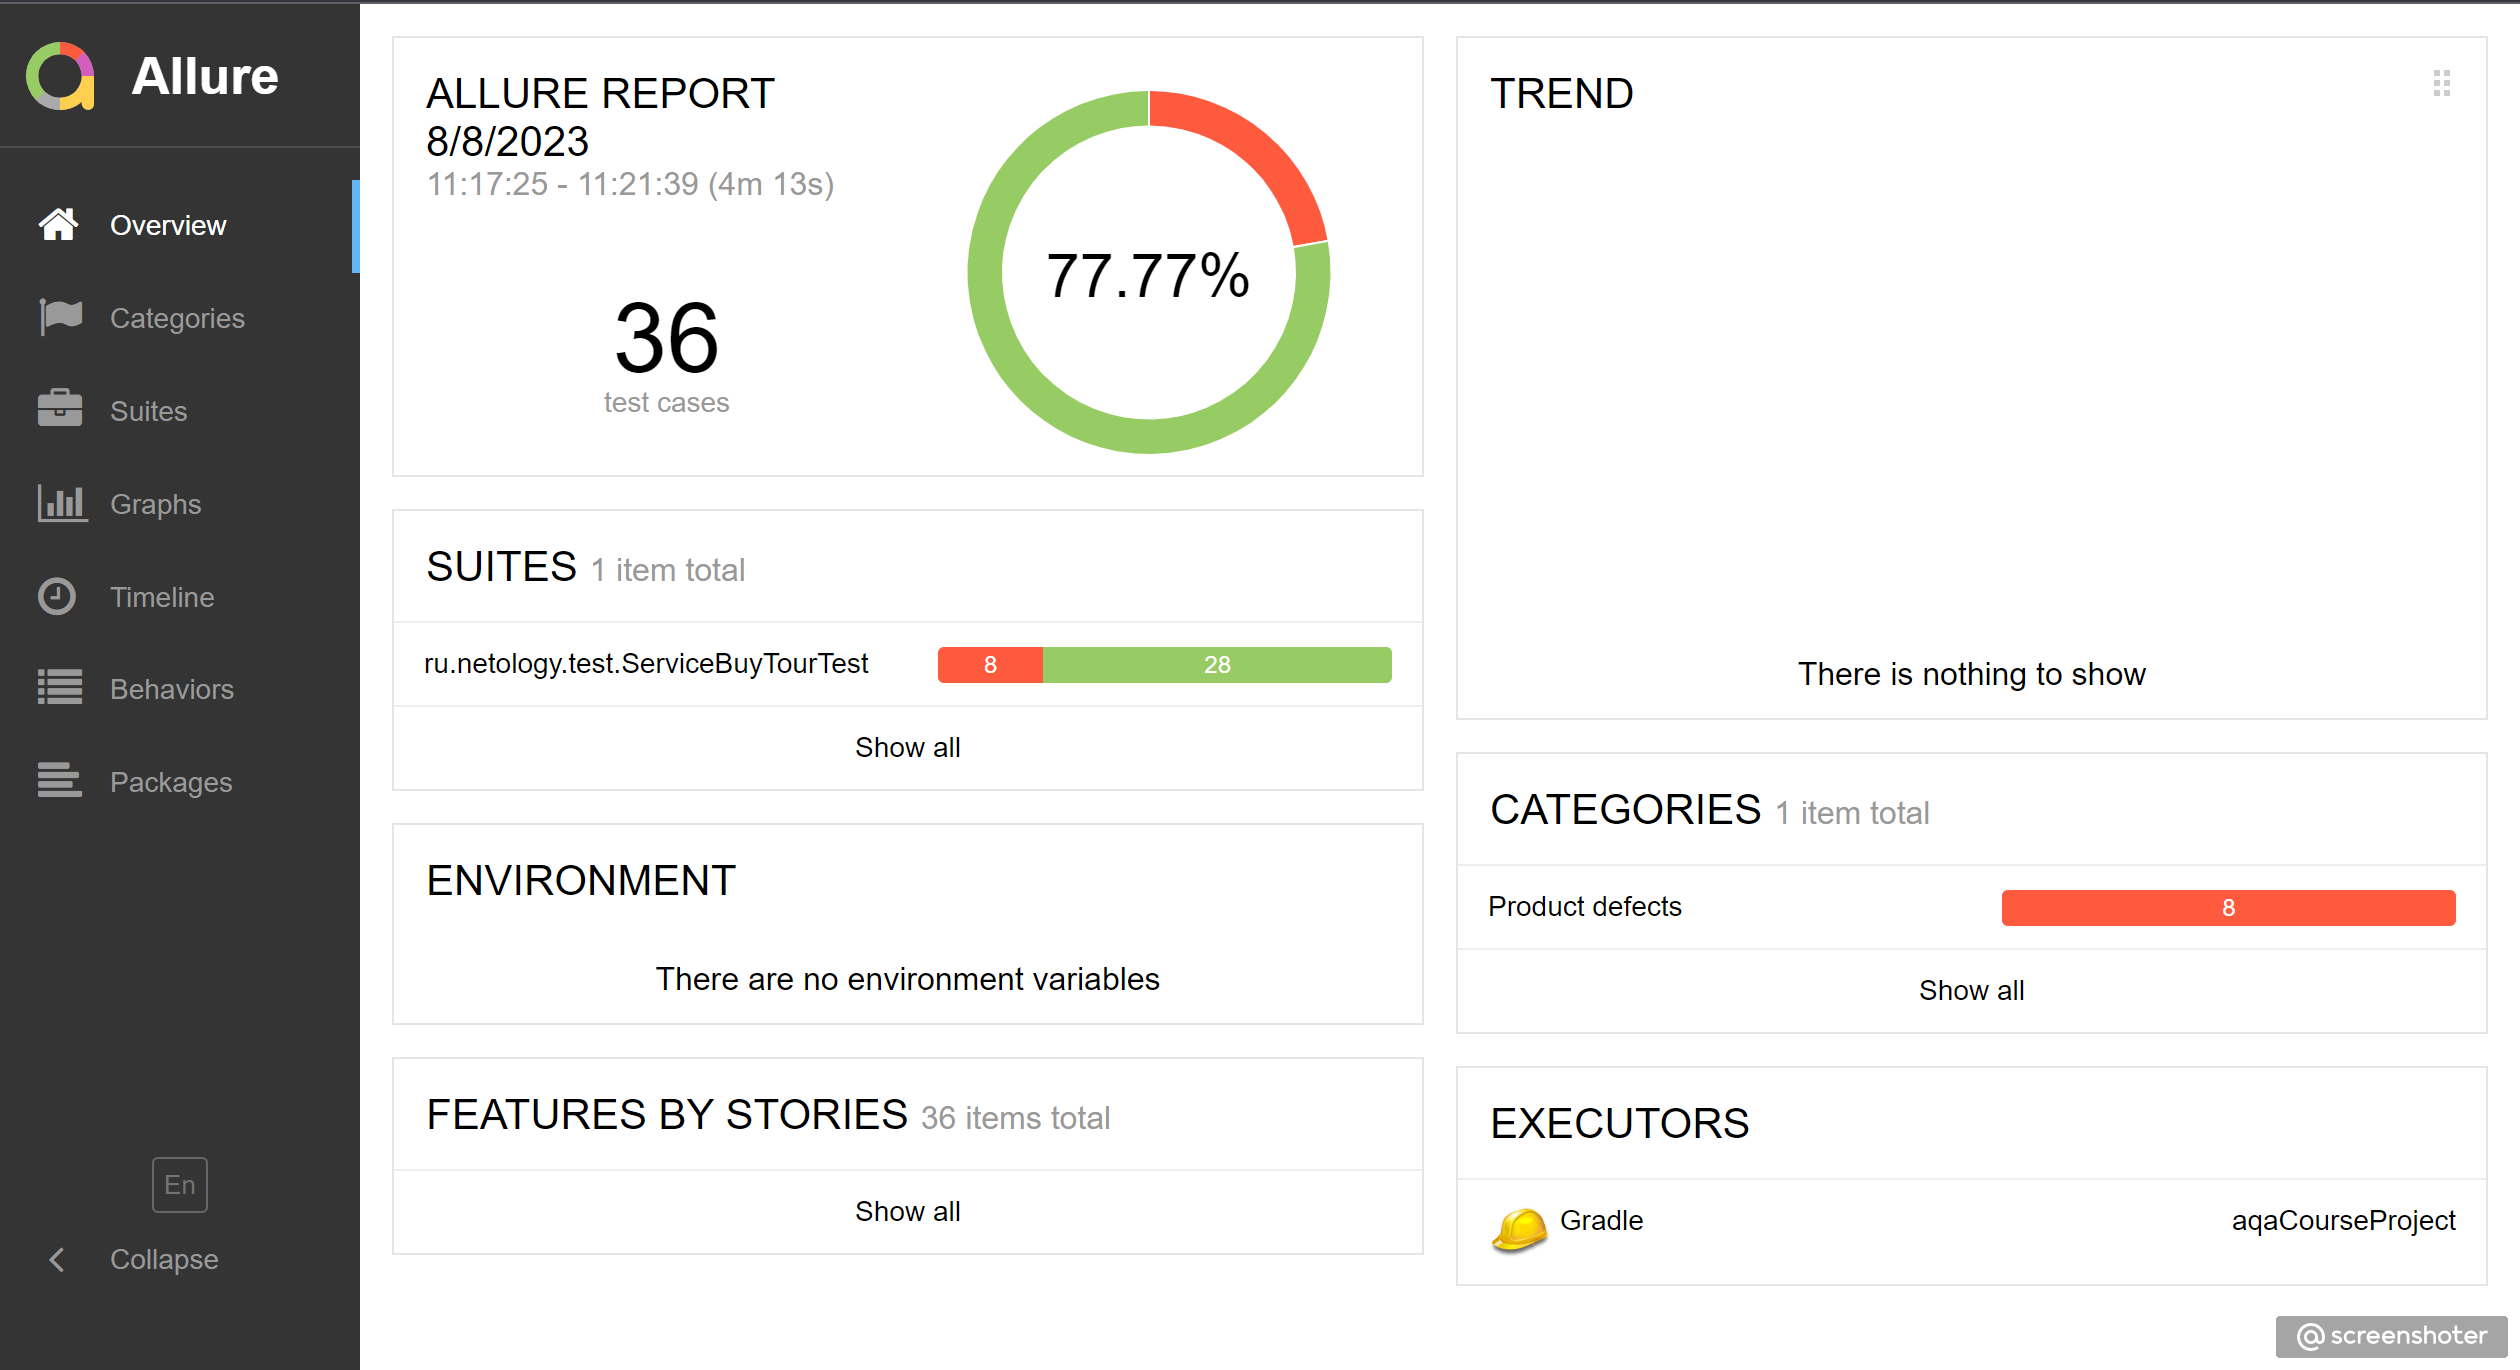 Allure
Overview
Categories
Suites
Graphs
Timeline
Behaviors
Packages
En
Collapse
ALLURE REPORT
8/8/2023
11:17:25 - 11:21:39 (4m 13s)
36
test cases
77.77%
SUITES 1 item total
ru.netology.test.ServiceBuyTourTest 8 28
Show all
ENVIRONMENT
There are no environment variables
FEATURES BY STORIES 36 items total
Show all
TREND
There is nothing to show
CATEGORIES 1 item total
Product defects 8
Show all
EXECUTORS
Gradle aqaCourseProject
@screenshoter